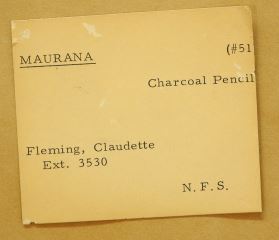 MAURANA (#51
Charcoal Pencil
Fleming, Claudette
Ext. 3530
N. F. S.